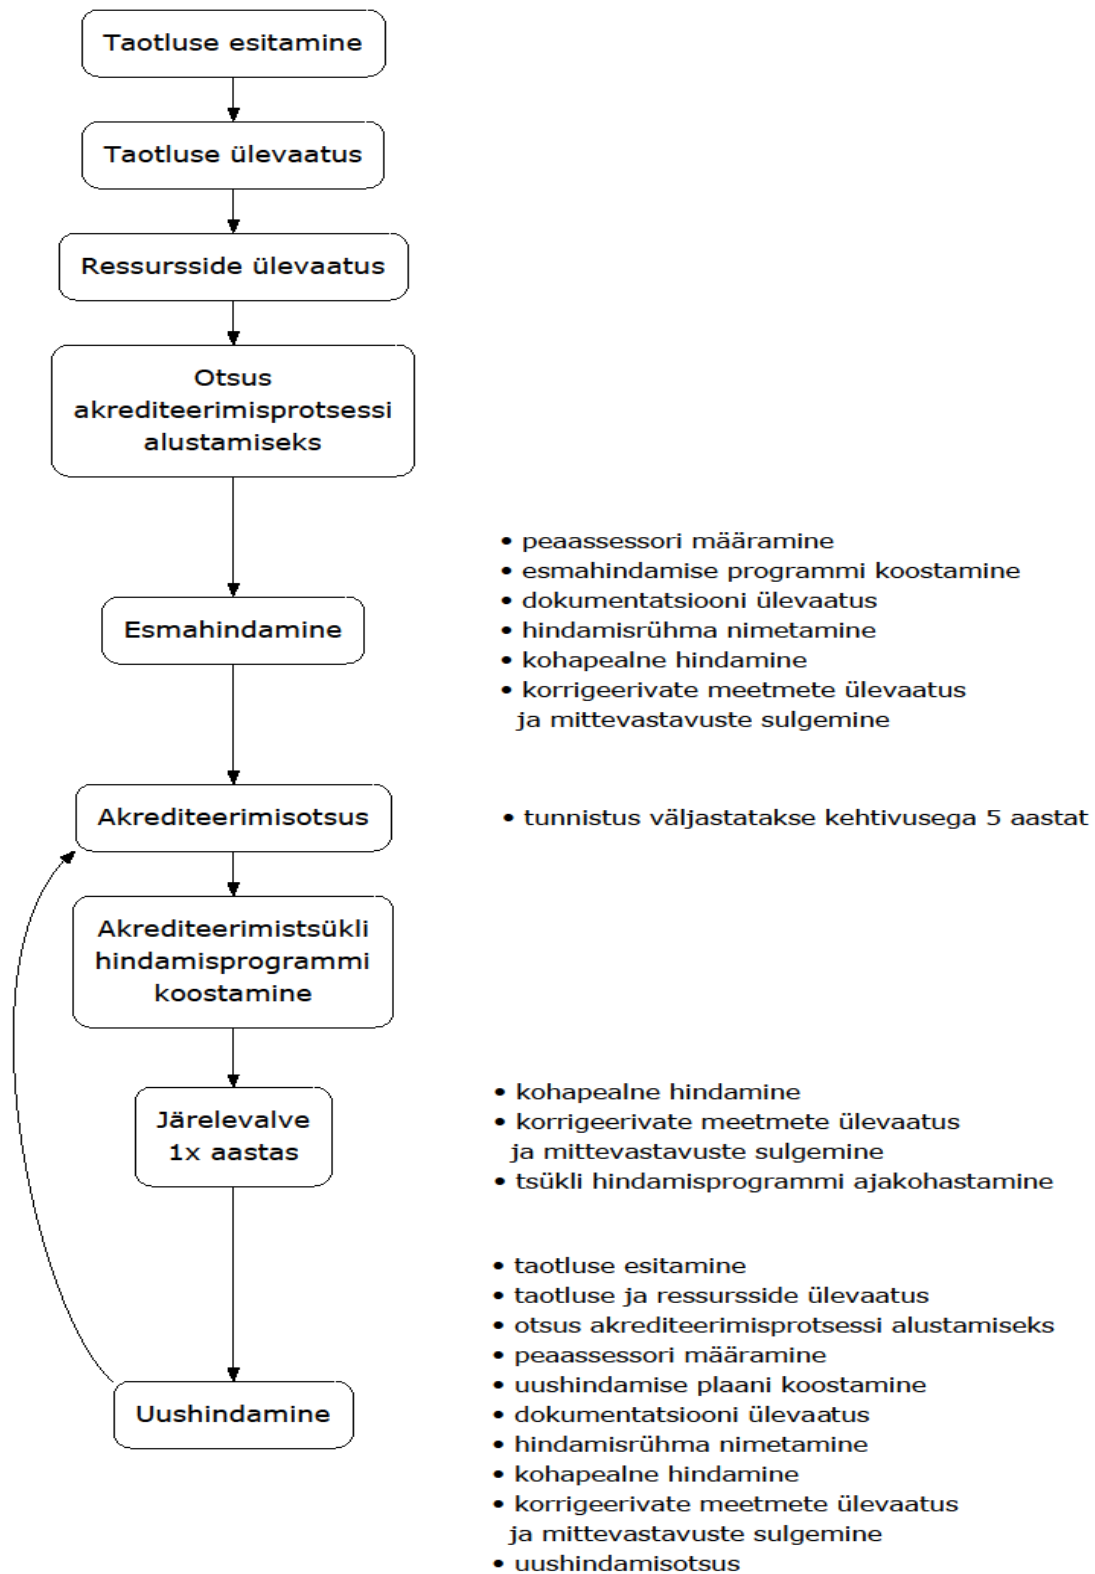 Taotluse esitamine
Taotluse ülevaatus
Ressursside ülevaatus
Otsus
akrediteerimisprotsessi
alustamiseks
• peaassessori määramine
• esmahindamise programmi koostamine
• dokumentatsiooni ülevaatus
• hindamisrühma nimetamine
• kohapealne hindamine
• korrigeerivate meetmete ülevaatus
ja mittevastavuste sulgemine
Esmahindamine
Akrediteerimisotsus
• tunnistus väljastatakse kehtivusega 5 aastat
Akrediteerimistsükli
hindamisprogrammi
koostamine
Järelevalve
1x aastas
• kohapealne hindamine
• korrigeerivate meetmete ülevaatus
ja mittevastavuste sulgemine
• tsükli hindamisprogrammi ajakohastamine
Uushindamine
• taotluse esitamine
• taotluse ja ressursside ülevaatus
• otsus akrediteerimisprotsessi alustamiseks
• peaassessori määramine
• uushindamise plaani koostamine
• dokumentatsiooni ülevaatus
• hindamisrühma nimetamine
• kohapealne hindamine
• korrigeerivate meetmete ülevaatus
ja mittevastavuste sulgemine
• uushindamisotsus